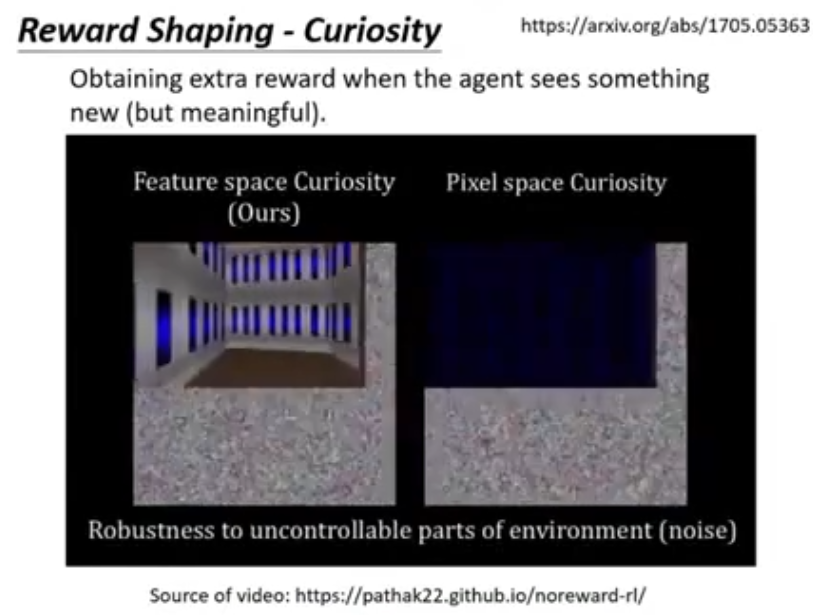 Reward Shaping - Curiosity
https://arxiv.org/abs/1705.05363
Obtaining extra reward when the agent sees something
new (but meaningful).
Feature space Curiosity
(Ours)
Pixel space Curiosity
Robustness to uncontrollable parts of environment (noise)
Source of video: https://pathak22.github.io/noreward-rl/